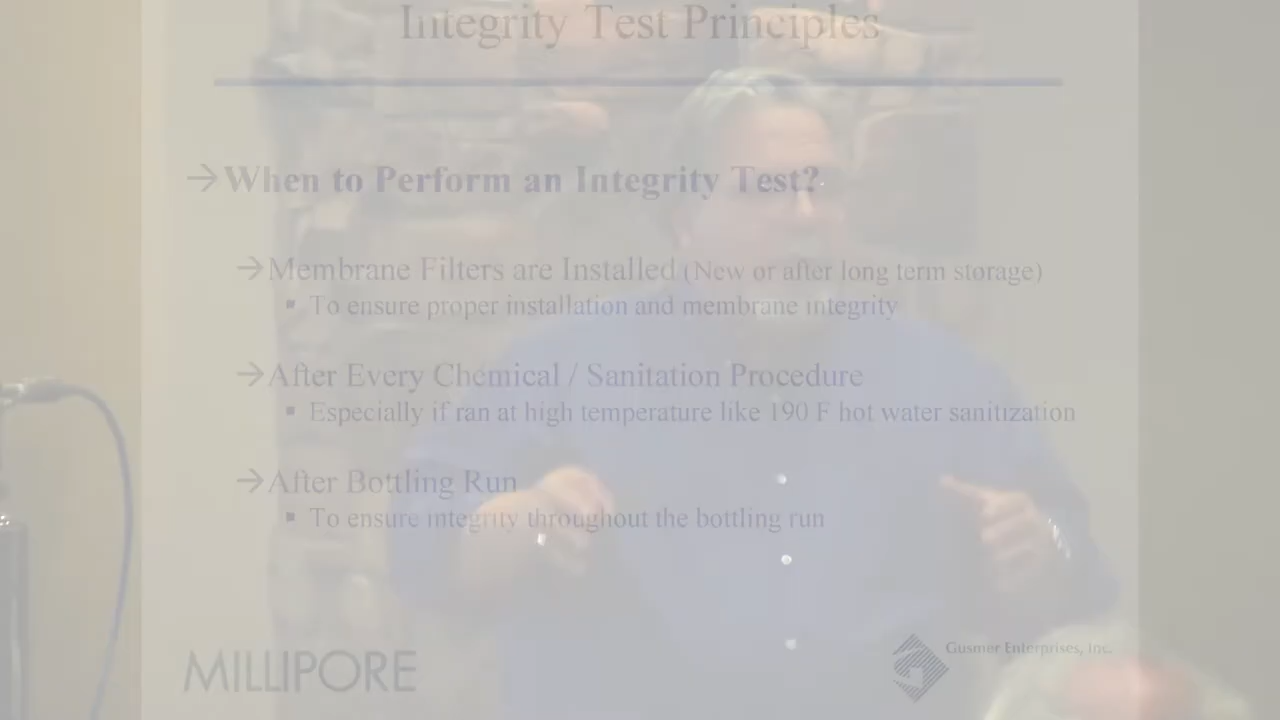 Integrity Test Principles
→When to Perform an Integrity Test?
→Membrane Filters are Installed (New or after long term storage)
▪ To ensure proper installation and membrane integrity
→After Every Chemical / Sanitation Procedure
▪ Especially if ran at high temperature like 190 F hot water sanitization
→After Bottling Run
▪ To ensure integrity throughout the bottling run
MILLIPORE
Gusmer Enterprises, Inc.